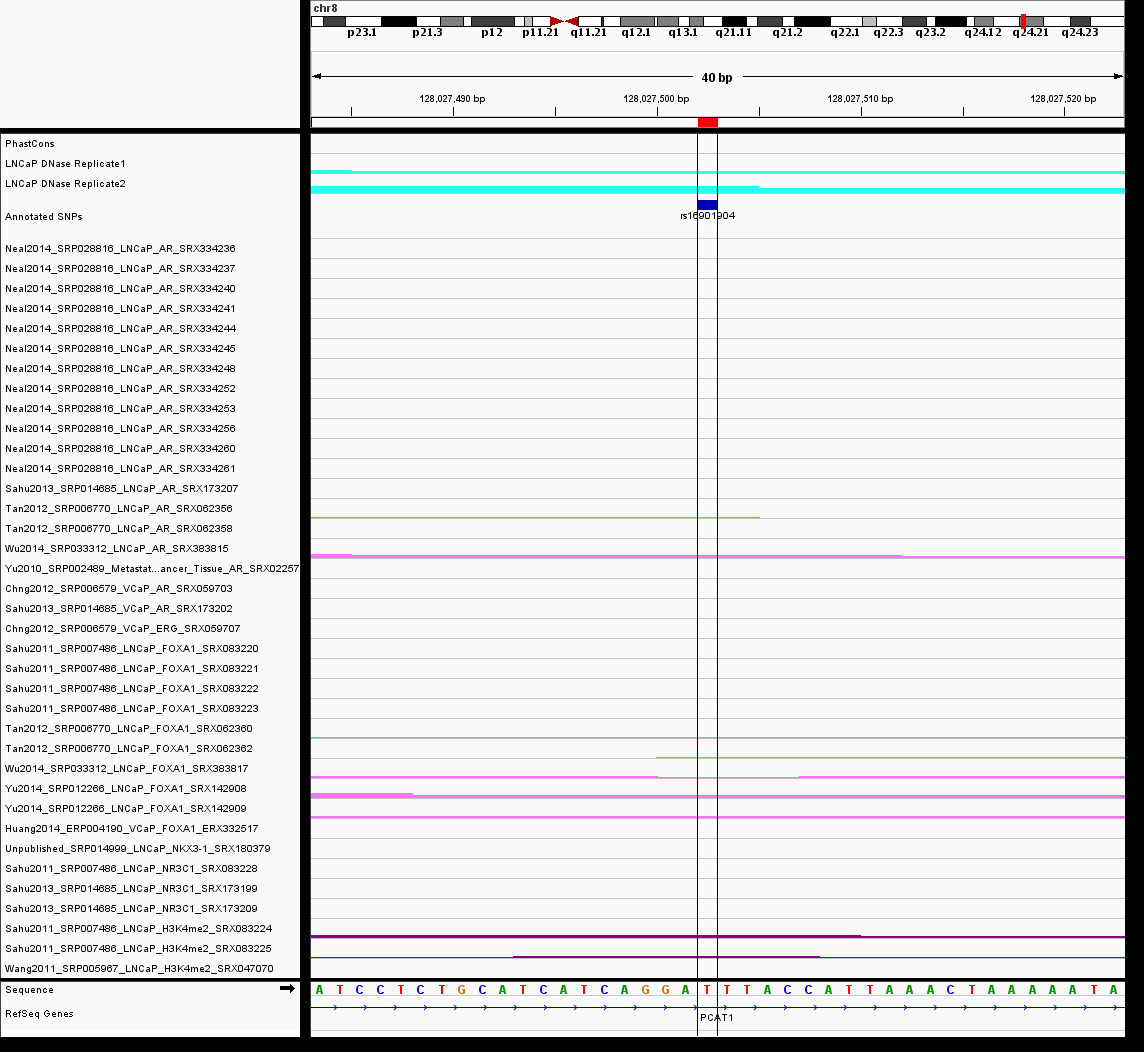 chr8
p23.1 p21.3 p12 p11.21 q11.21 q12.1 q13.1 q21.11 q21.2 q22.1 q22.3 q23.2 q24.12 q24.21 q24.23
40 bp
128,027,490 bp 128,027,500 bp 128,027,510 bp 128,027,520 bp
PhastCons
LNCaP DNase Replicate1
LNCaP DNase Replicate2
Annotated SNPs
rs16901904
Neal2014_SRP028816_LNCaP_AR_SRX334236
Neal2014_SRP028816_LNCaP_AR_SRX334237
Neal2014_SRP028816_LNCaP_AR_SRX334240
Neal2014_SRP028816_LNCaP_AR_SRX334241
Neal2014_SRP028816_LNCaP_AR_SRX334244
Neal2014_SRP028816_LNCaP_AR_SRX334245
Neal2014_SRP028816_LNCaP_AR_SRX334248
Neal2014_SRP028816_LNCaP_AR_SRX334252
Neal2014_SRP028816_LNCaP_AR_SRX334253
Neal2014_SRP028816_LNCaP_AR_SRX334256
Neal2014_SRP028816_LNCaP_AR_SRX334260
Neal2014_SRP028816_LNCaP_AR_SRX334261
Sahu2013_SRP014685_LNCaP_AR_SRX173207
Tan2012_SRP006770_LNCaP_AR_SRX062356
Tan2012_SRP006770_LNCaP_AR_SRX062358
Wu2014_SRP033312_LNCaP_AR_SRX383815
Yu2010_SRP002489_Metastat...ancer_Tissue_AR_SRX02257
Chng2012_SRP006579_VCaP_AR_SRX059703
Sahu2013_SRP014685_VCaP_AR_SRX173202
Chng2012_SRP006579_VCaP_ERG_SRX059707
Sahu2011_SRP007486_LNCaP_FOXA1_SRX083220
Sahu2011_SRP007486_LNCaP_FOXA1_SRX083221
Sahu2011_SRP007486_LNCaP_FOXA1_SRX083222
Sahu2011_SRP007486_LNCaP_FOXA1_SRX083223
Tan2012_SRP006770_LNCaP_FOXA1_SRX062360
Tan2012_SRP006770_LNCaP_FOXA1_SRX062362
Wu2014_SRP033312_LNCaP_FOXA1_SRX383817
Yu2014_SRP012266_LNCaP_FOXA1_SRX142908
Yu2014_SRP012266_LNCaP_FOXA1_SRX142909
Huang2014_ERP004190_VCaP_FOXA1_ERX332517
Unpublished_SRP014999_LNCaP_NKX3-1_SRX180379
Sahu2011_SRP007486_LNCaP_NR3C1_SRX083228
Sahu2013_SRP014685_LNCaP_NR3C1_SRX173199
Sahu2013_SRP014685_LNCaP_NR3C1_SRX173209
Sahu2011_SRP007486_LNCaP_H3K4me2_SRX083224
Sahu2011_SRP007486_LNCaP_H3K4me2_SRX083225
Wang2011_SRP005967_LNCaP_H3K4me2_SRX047070
Sequence A T C C T C T G C A T C A T C A G G A T T T A C C A T T A A A C T A A A A A T A
RefSeq Genes
PCAT1